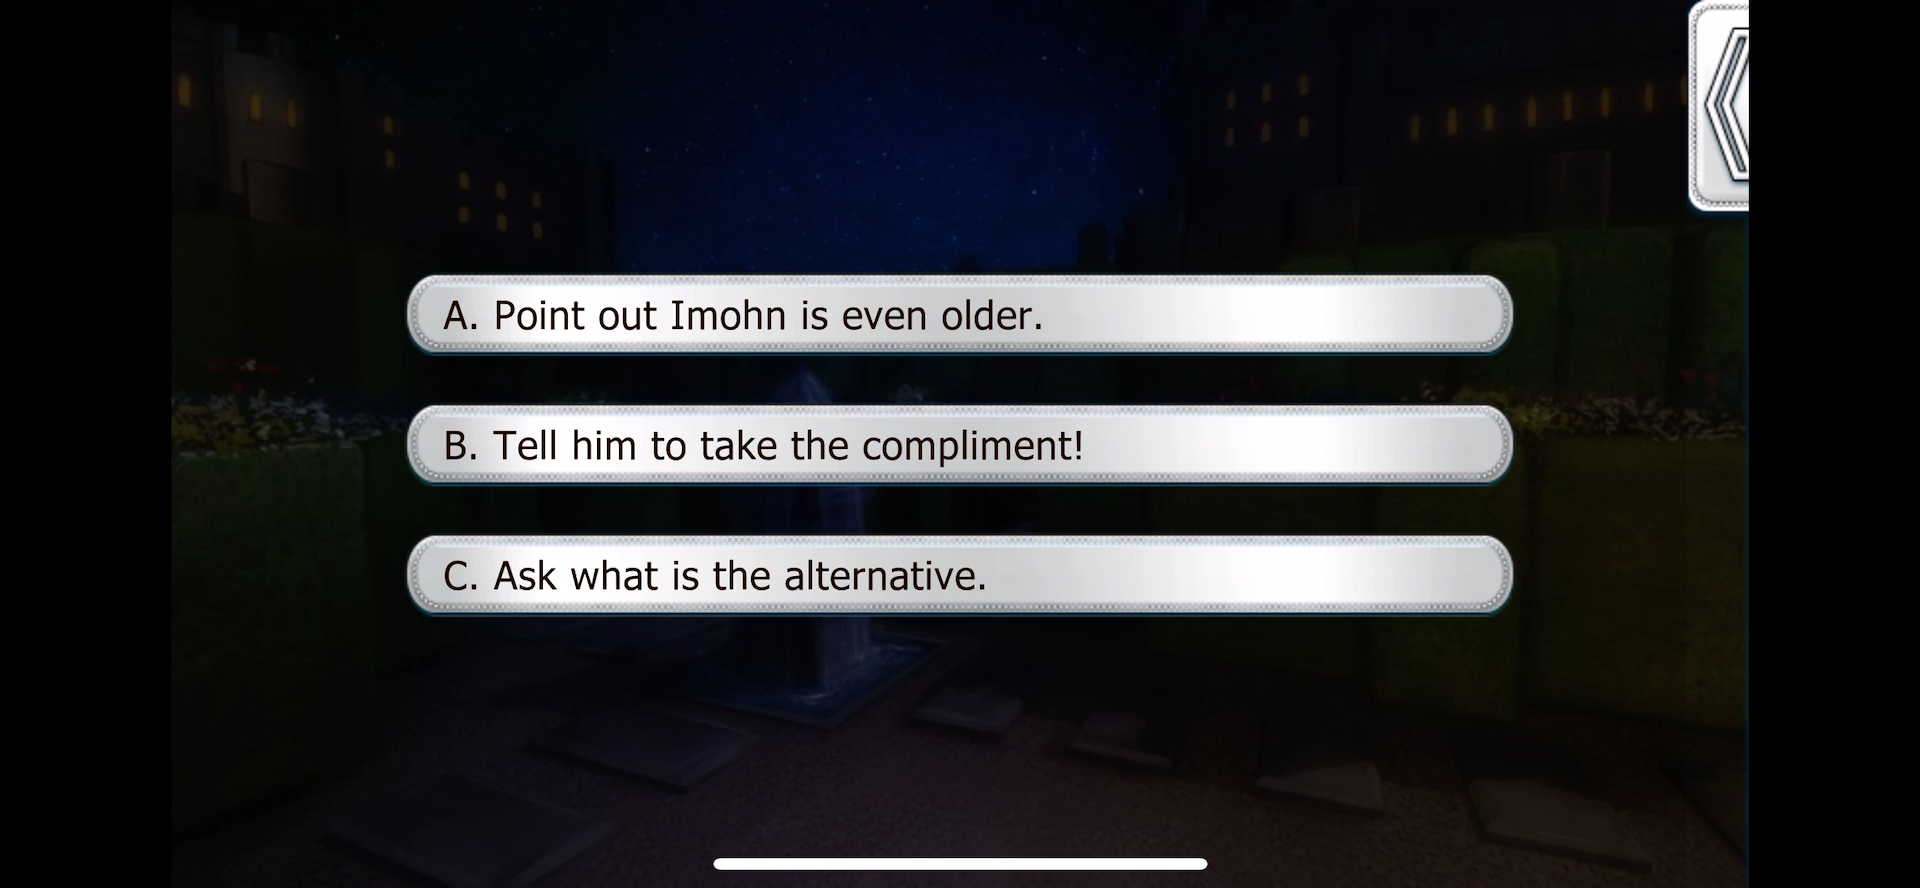 A. Point out Imohn is even older.
B. Tell him to take the compliment!
C. Ask what is the alternative.